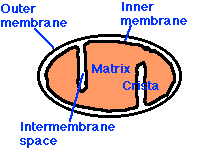 Outer
membrane
Inner
membrane
Matrix
Crista
Intermembrane
space